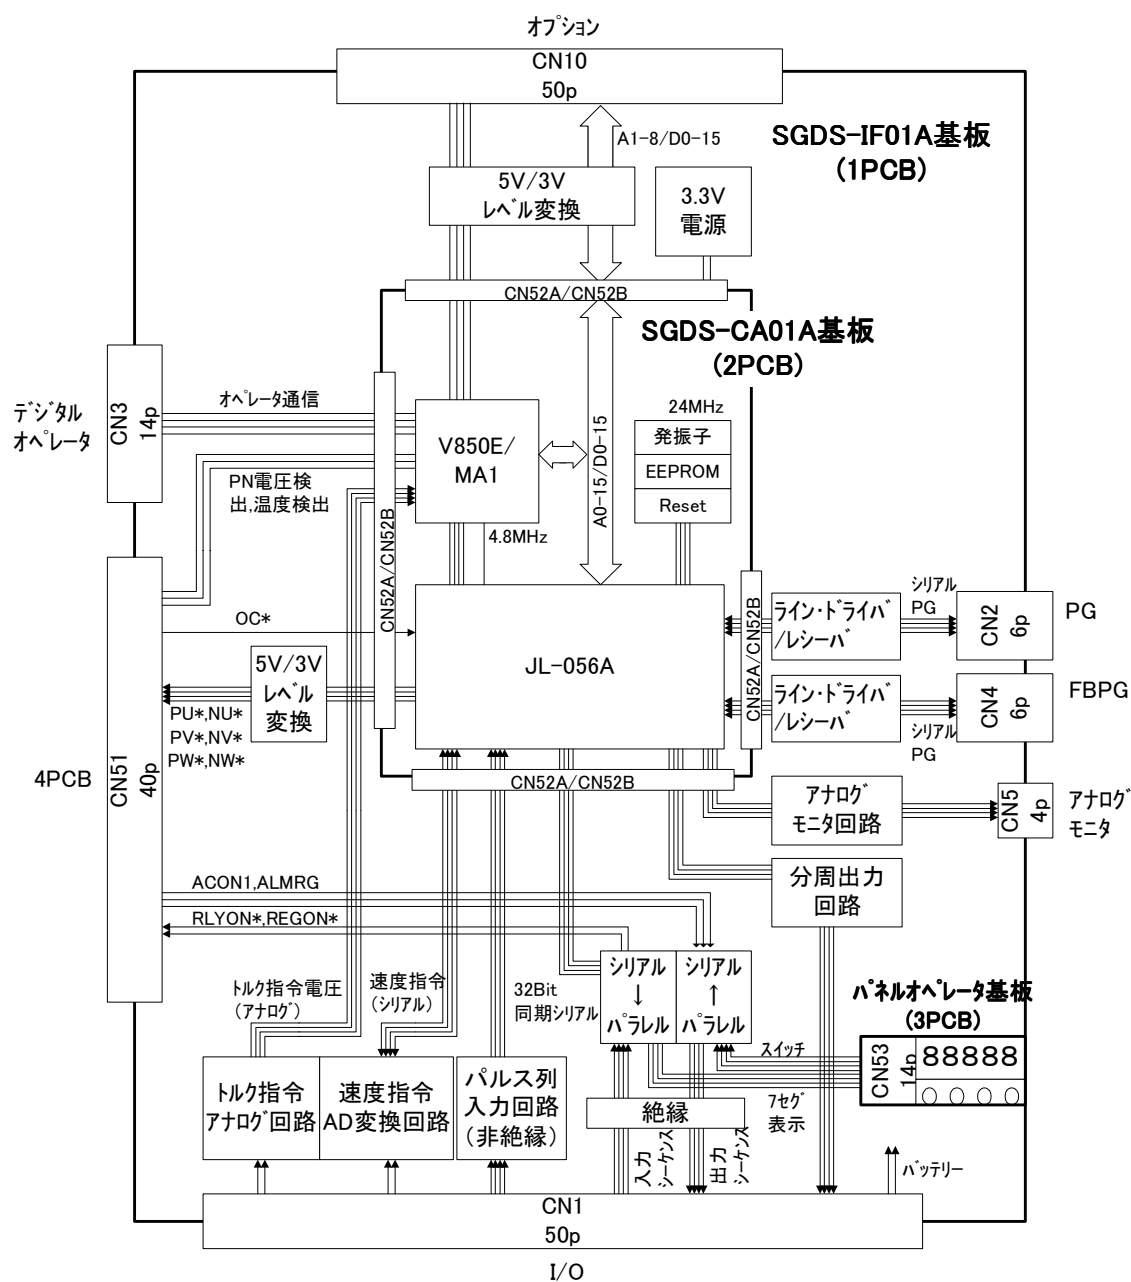 オプション
CN10
50p
A1-8/D0-15
SGDS-IF01A基板
(1PCB)
5V/3V
レベル変換
3.3V
電源
CN52A/CN52B
SGDS-CA01A基板
(2PCB)
CN3
14p
デジタル
オペレータ
オペレータ通信
CN52A/CN52B
V850E/
MA1
A0-15/D0-15
24MHz
発振子
EEPROM
Reset
PN電圧検
出,温度検出
4.8MHz
OC*
JL-056A
CN52A/CN52B
ライン・ドライバ
/レシーバ
シリアル
PG
CN2
6p
PG
5V/3V
レベル
変換
PU*,NU*
PV*,NV*
PW*,NW*
ライン・ドライバ
/レシーバ
シリアル
PG
CN4
6p
FBPG
4PCB
CN51
40p
CN52A/CN52B
アナログ
モニタ回路
CN5
4p
アナログ
モニタ
ACON1,ALMRG
RLYON*,REGON*
分周出力
回路
トルク指令電圧
(アナログ)
速度指令
(シリアル)
32Bit
同期シリアル
シリアル
↓
パラレル
シリアル
↑
パラレル
パネルオペレータ基板
(3PCB)
スイッチ
CN53
14p
88888
7セグ
表示
トルク指令
アナログ回路
速度指令
AD変換回路
パルス列
入力回路
(非絶縁)
絶縁
入力
シーケンス
出力
シーケンス
バッテリー
CN1
50p
I/O